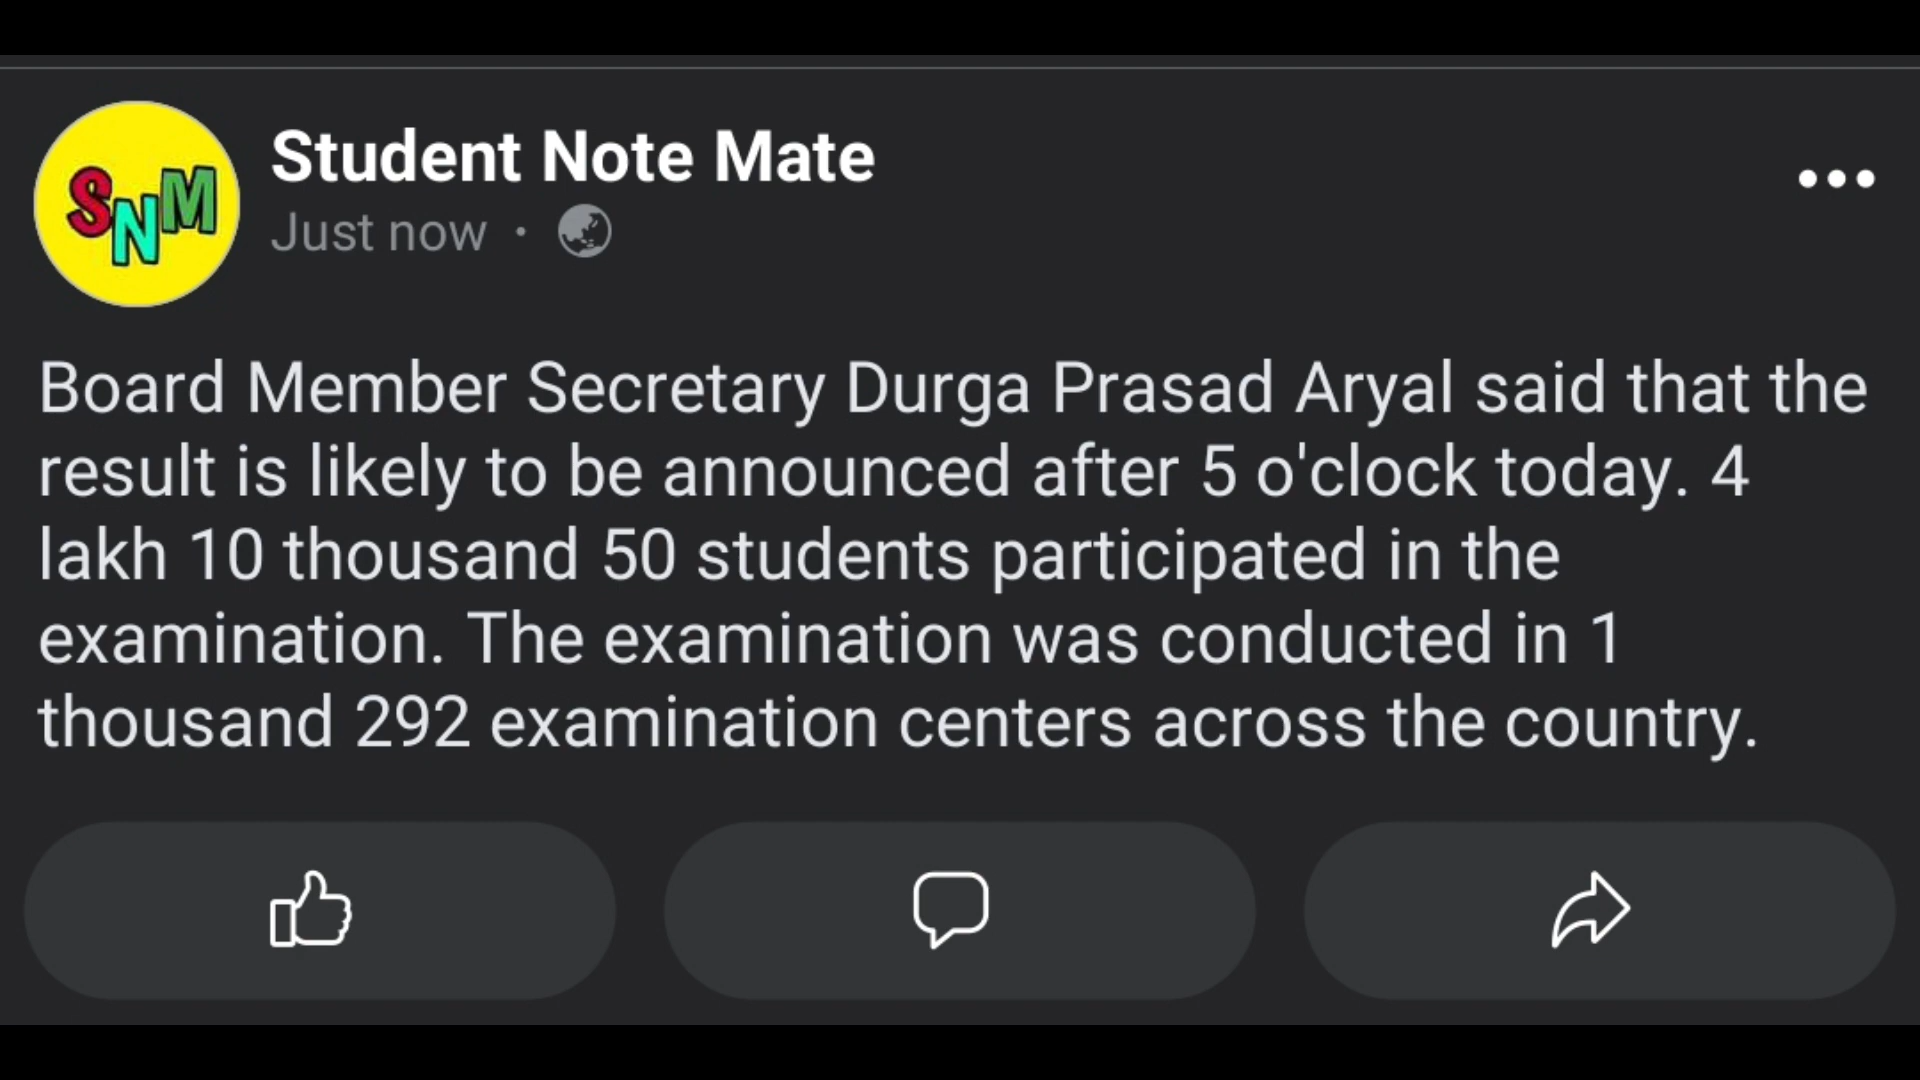 SNM
Student Note Mate
Just now ·
Board Member Secretary Durga Prasad Aryal said that the
result is likely to be announced after 5 o'clock today. 4
lakh 10 thousand 50 students participated in the
examination. The examination was conducted in 1
thousand 292 examination centers across the country.